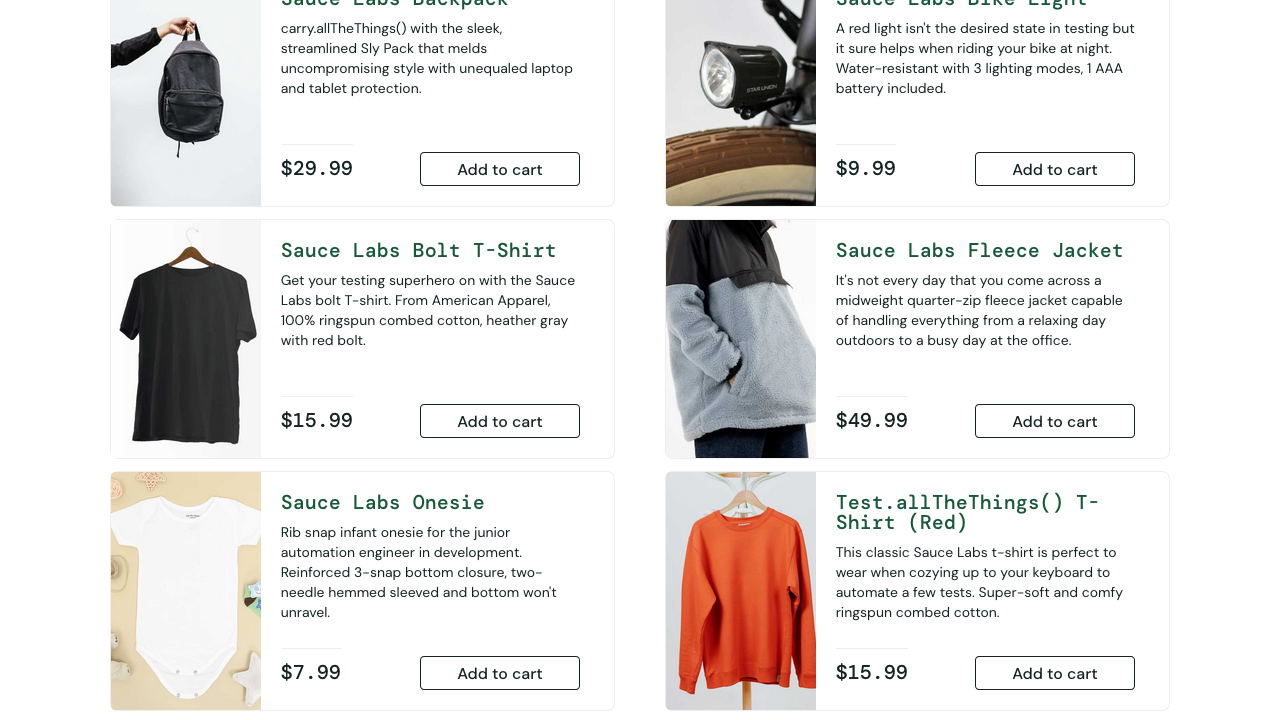 Sauce Labs Backpack
carry.allTheThings() with the sleek,
streamlined Sly Pack that melds
uncompromising style with unequaled laptop
and tablet protection.
$29.99
Add to cart
Sauce Labs Bike Light
A red light isn't the desired state in testing but
it sure helps when riding your bike at night.
Water-resistant with 3 lighting modes, 1 AAA
battery included.
STAR UNION
$9.99
Add to cart
Sauce Labs Bolt T-Shirt
Get your testing superhero on with the Sauce
Labs bolt T-shirt. From American Apparel,
100% ringspun combed cotton, heather gray
with red bolt.
$15.99
Add to cart
Sauce Labs Fleece Jacket
It's not every day that you come across a
midweight quarter-zip fleece jacket capable
of handling everything from a relaxing day
outdoors to a busy day at the office.
$49.99
Add to cart
Sauce Labs Onesie
Rib snap infant onesie for the junior
automation engineer in development.
Reinforced 3-snap bottom closure, two-
needle hemmed sleeved and bottom won't
unravel.
$7.99
Add to cart
Test.allTheThings() T-
Shirt (Red)
This classic Sauce Labs t-shirt is perfect to
wear when cozying up to your keyboard to
automate a few tests. Super-soft and comfy
ringspun combed cotton.
$15.99
Add to cart